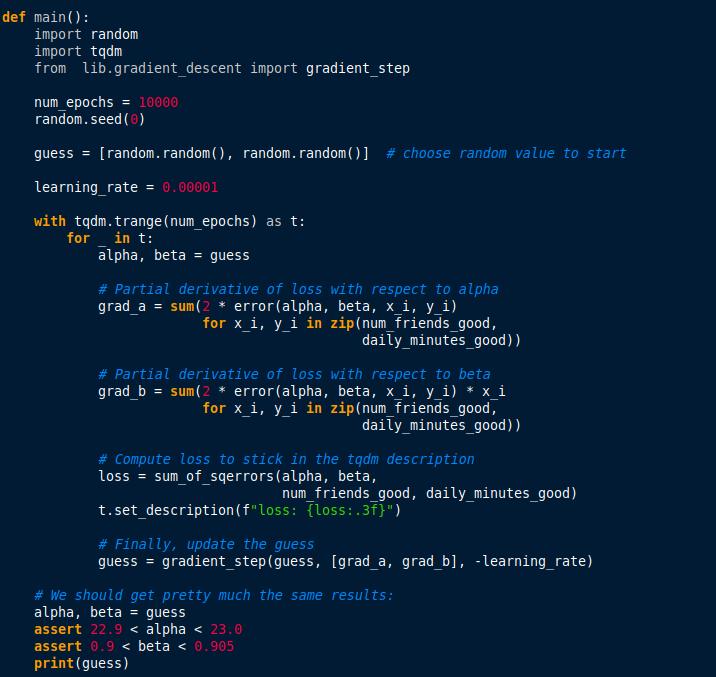 def main():
    import random
    import tqdm
    from  lib.gradient_descent import gradient_step

    num_epochs = 10000
    random.seed(0)

    guess = [random.random(), random.random()]  # choose random value to start

    learning_rate = 0.00001

    with tqdm.trange(num_epochs) as t:
        for _ in t:
            alpha, beta = guess

            # Partial derivative of loss with respect to alpha
            grad_a = sum(2 * error(alpha, beta, x_i, y_i)
                         for x_i, y_i in zip(num_friends_good,
                                             daily_minutes_good))

            # Partial derivative of loss with respect to beta
            grad_b = sum(2 * error(alpha, beta, x_i, y_i) * x_i
                         for x_i, y_i in zip(num_friends_good,
                                             daily_minutes_good))

            # Compute loss to stick in the tqdm description
            loss = sum_of_sqerrors(alpha, beta,
                                   num_friends_good, daily_minutes_good)
            t.set_description(f"loss: {loss:.3f}")

            # Finally, update the guess
            guess = gradient_step(guess, [grad_a, grad_b], -learning_rate)

    # We should get pretty much the same results:
    alpha, beta = guess
    assert 22.9 < alpha < 23.0
    assert 0.9 < beta < 0.905
    print(guess)